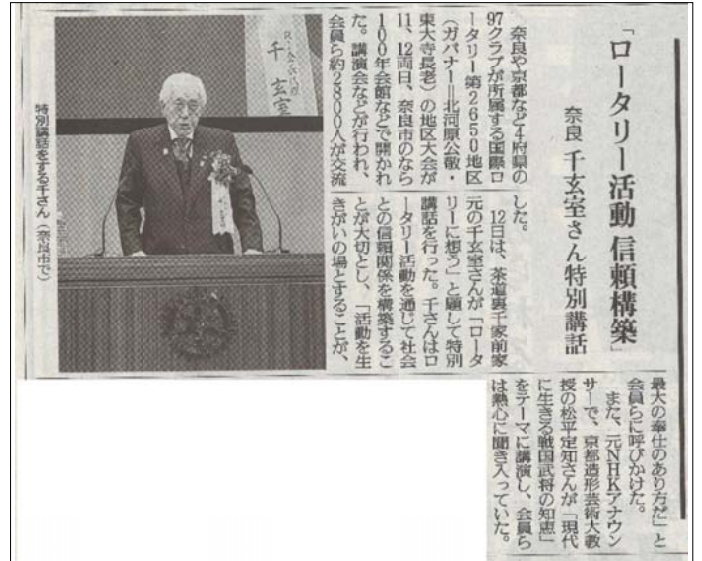 「ロータリー活動 信頼構築」
奈良 千玄室さん特別講話
奈良や京都など4府県の
97クラブが所属する国際ロ
ータリー第2650地区
(ガバナー=北河原公敬・
東大寺長老)の地区大会が
11、12両日、奈良市のなら
100年会館などで開かれ
た。講演会などが行われ、
会員ら約2800人が交流
した。
12日は、茶道裏千家前家
元の千玄室さんが「ロータ
リーに想う」と題して特別
講話を行った。千さんはロ
ータリー活動を通じて社会
との信頼関係を構築するこ
とが大切とし、「活動を生
きがいの場とすることが、
最大の奉仕のあり方だ」と
会員らに呼びかけた。
また、元NHKアナウン
サーで、京都造形芸術大教
授の松平定知さんが「現代
に生きる戦国武将の知恵」
をテーマに講演し、会員ら
は熱心に聞き入っていた。
千玄室
特別講話をする千さん(奈良市で)